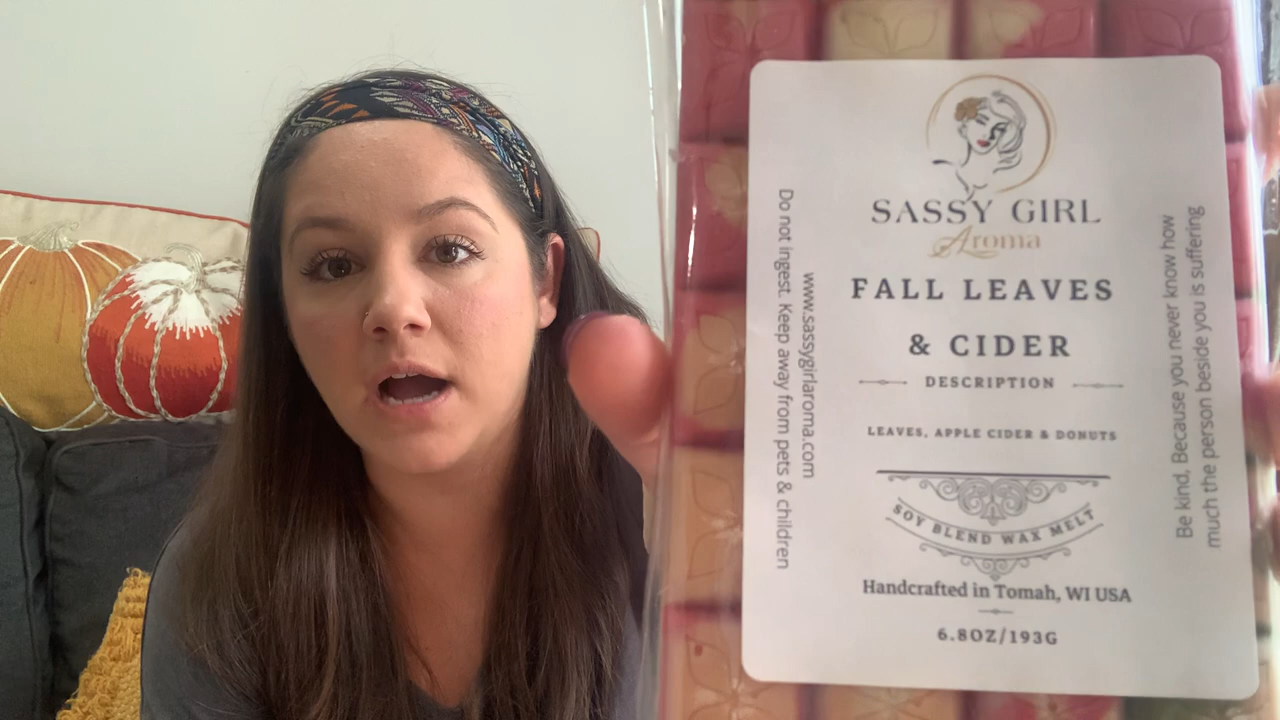 SASSY GIRL
Aroma
FALL LEAVES
& CIDER
DESCRIPTION
LEAVES, APPLE CIDER & DONUTS
SOY BLEND WAX MELT
Handcrafted in Tomah, WI USA
6.8OZ/193G
Do not ingest. Keep away from pets & children
www.sassygirlaroma.com
Be kind, Because you never know how
much the person beside you is suffering